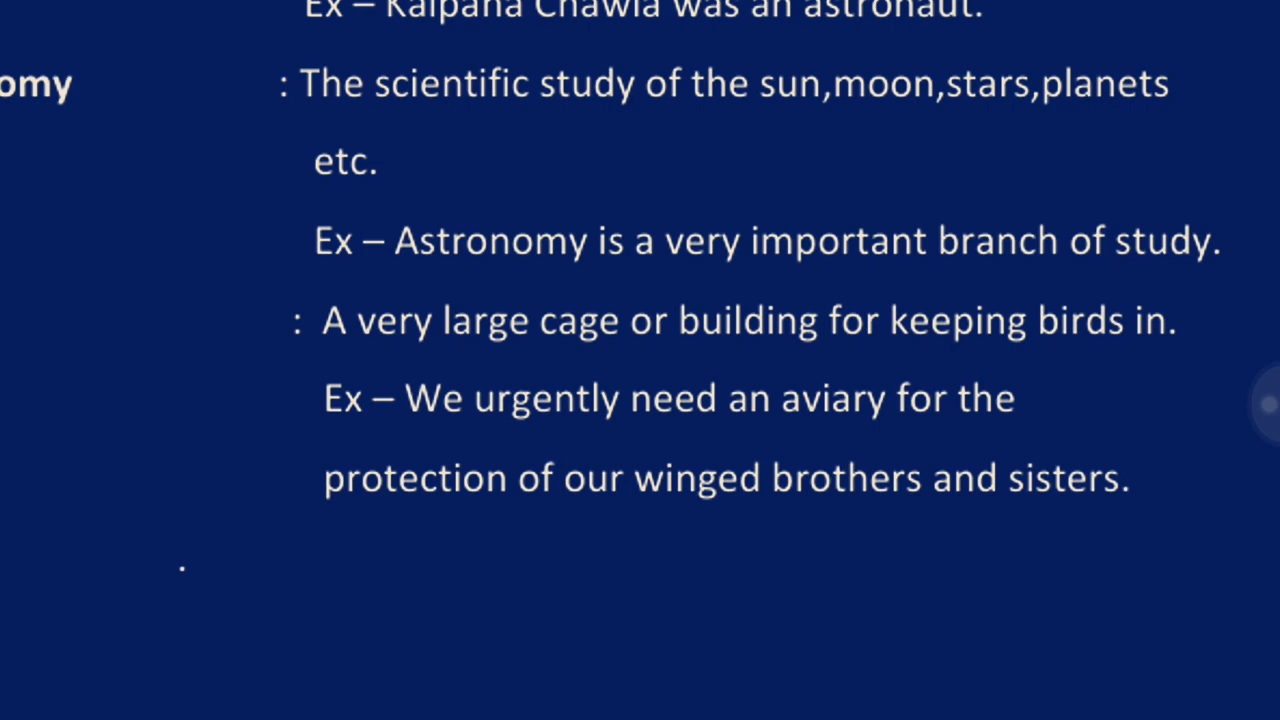 Ex – Kalpana Chawla was an astronaut.
omy : The scientific study of the sun,moon,stars,planets
etc.
Ex – Astronomy is a very important branch of study.
: A very large cage or building for keeping birds in.
Ex – We urgently need an aviary for the
protection of our winged brothers and sisters.
.